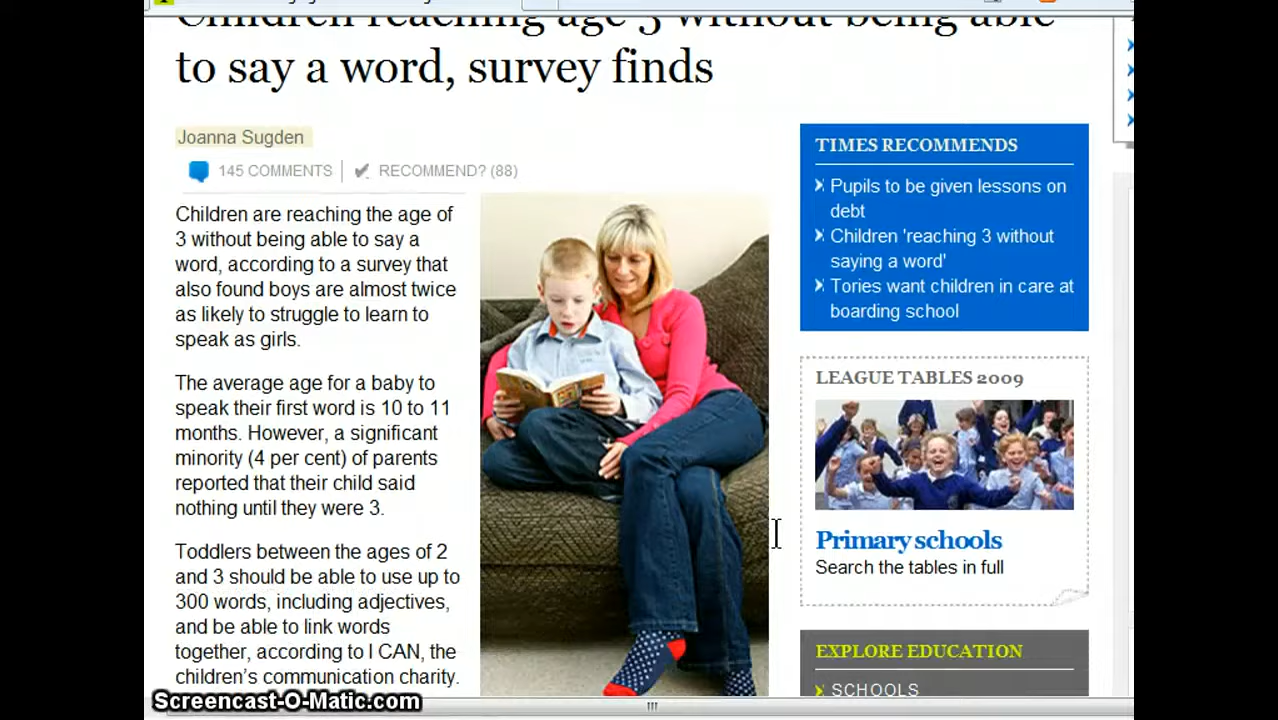 Children reaching age 3 without being able
to say a word, survey finds
Joanna Sugden
145 COMMENTS
RECOMMEND? (88)
Children are reaching the age of
3 without being able to say a
word, according to a survey that
also found boys are almost twice
as likely to struggle to learn to
speak as girls.
The average age for a baby to
speak their first word is 10 to 11
months. However, a significant
minority (4 per cent) of parents
reported that their child said
nothing until they were 3.
Toddlers between the ages of 2
and 3 should be able to use up to
300 words, including adjectives,
and be able to link words
together, according to I CAN, the
children's communication charity.
TIMES RECOMMENDS
Pupils to be given lessons on
debt
Children 'reaching 3 without
saying a word'
Tories want children in care at
boarding school
LEAGUE TABLES 2009
Primary schools
Search the tables in full
EXPLORE EDUCATION
SCHOOLS
Screencast-O-Matic.com